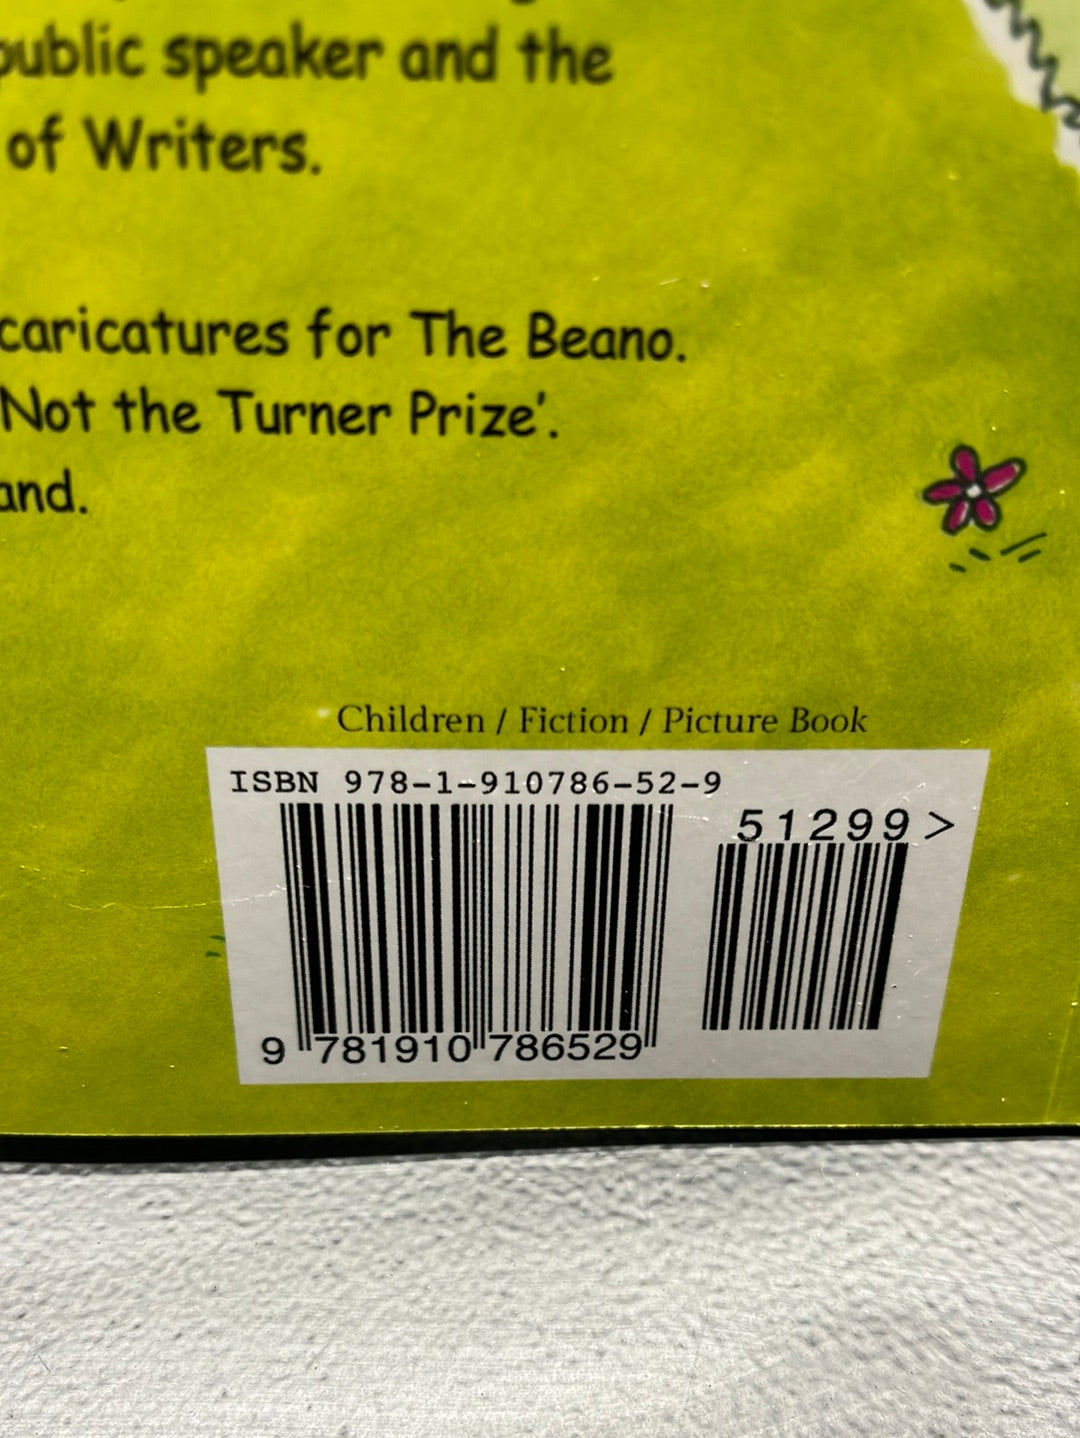 public speaker and the
of Writers.
caricatures for The Beano.
Not the Turner Prize'.
and.
Children / Fiction / Picture Book
ISBN 978-1-910786-52-9
51299>
9 781910 786529